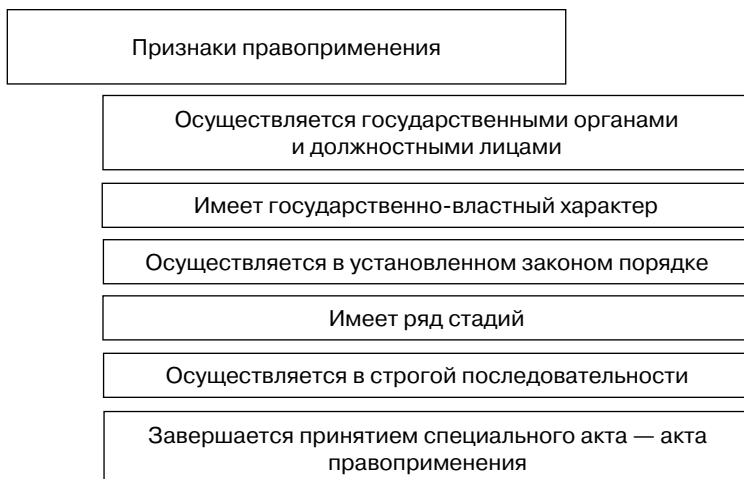 Признаки правоприменения
Осуществляется государственными органами
и должностными лицами
Имеет государственно-властный характер
Осуществляется в установленном законом порядке
Имеет ряд стадий
Осуществляется в строгой последовательности
Завершается принятием специального акта — акта
правоприменения